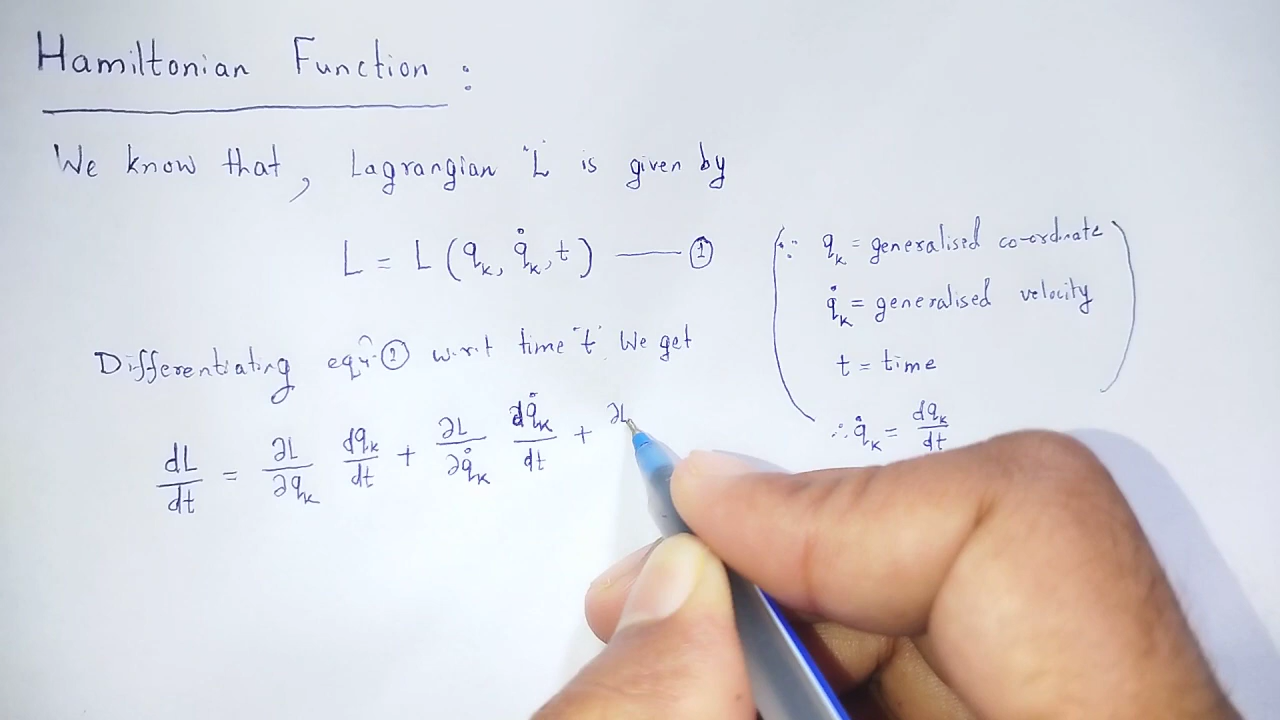 Hamiltonian Function :
We know that, Lagrangian "L" is given by
L = L (qₖ, q̇ₖ, t) —— ①
(∵ qₖ = generalised co-ordinate
q̇ₖ = generalised velocity
t = time
∴ q̇ₖ = dqₖ/dt
Differentiating eqn. ① w.r.t time "t" We get
dL/dt = ∂L/∂qₖ dqₖ/dt + ∂L/∂q̇ₖ dq̇ₖ/dt + ∂L